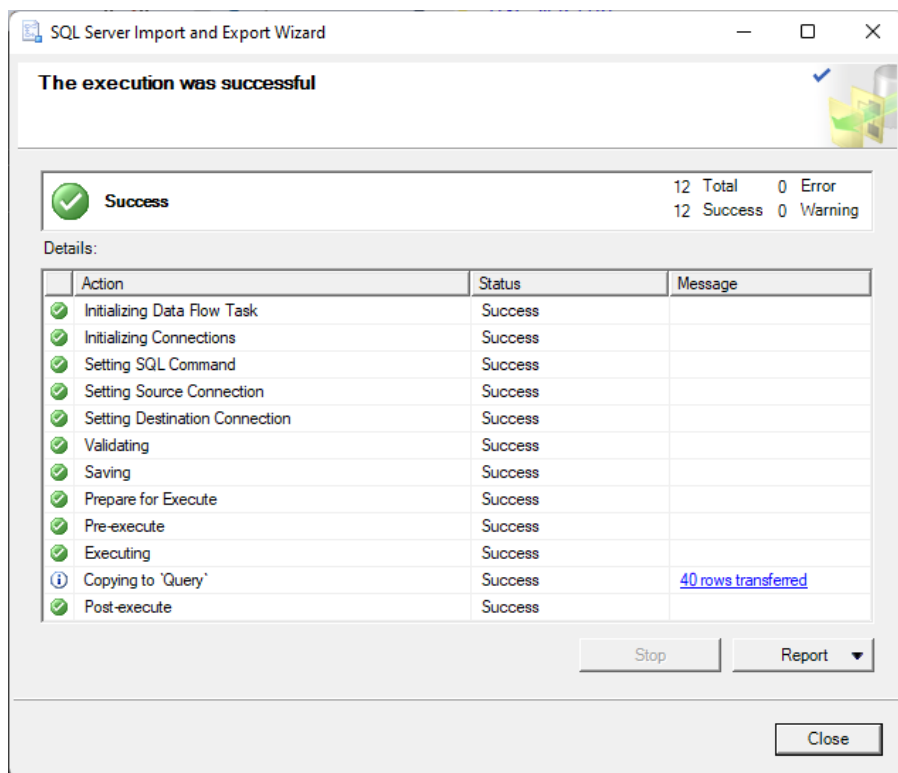 SQL Server Import and Export Wizard
The execution was successful
Success
12 Total 0 Error
12 Success 0 Warning
Details:
Action Status Message
Initializing Data Flow Task Success
Initializing Connections Success
Setting SQL Command Success
Setting Source Connection Success
Setting Destination Connection Success
Validating Success
Saving Success
Prepare for Execute Success
Pre-execute Success
Executing Success
Copying to `Query` Success 40 rows transferred
Post-execute Success
Stop Report
Close